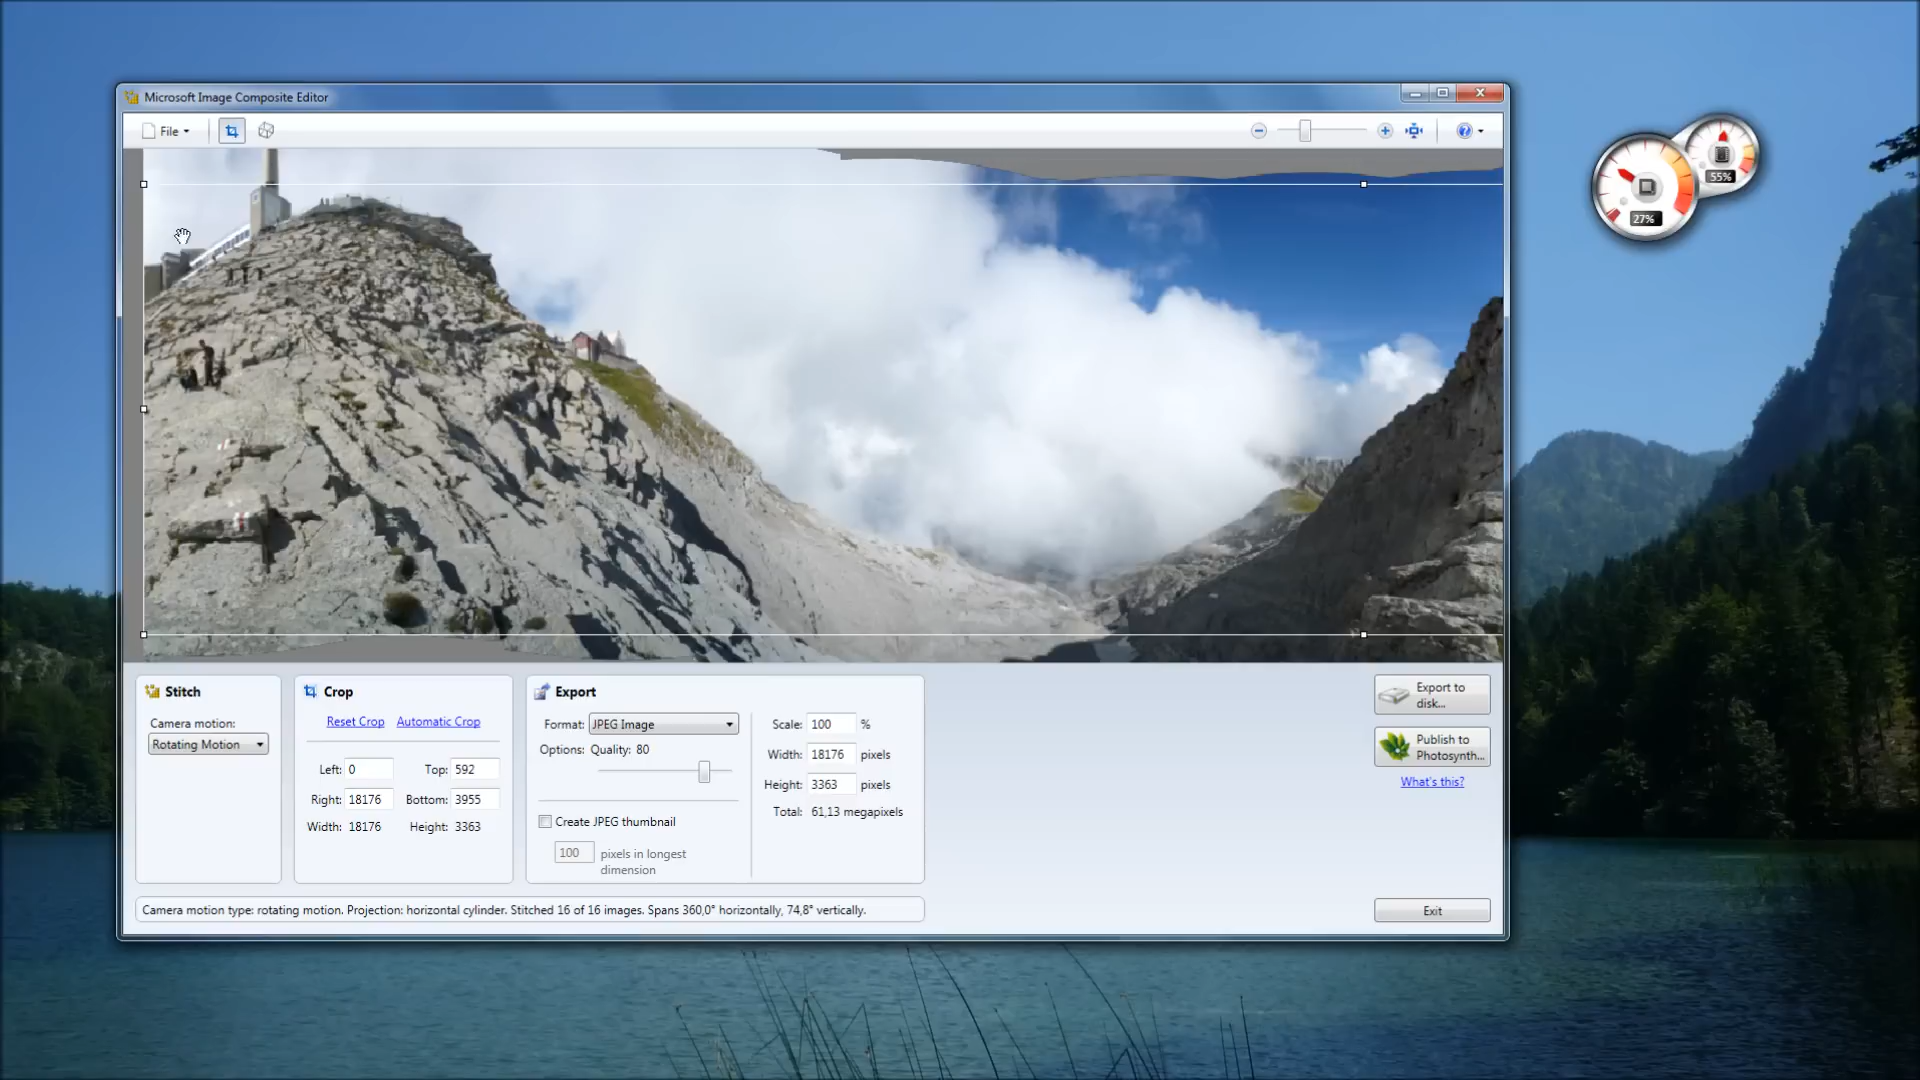 Microsoft Image Composite Editor
File
55%
27%
Stitch
Camera motion:
Rotating Motion
Crop
Reset Crop Automatic Crop
Left: 0 Top: 592
Right: 18176 Bottom: 3955
Width: 18176 Height: 3363
Export
Format: JPEG Image
Options: Quality: 80
Create JPEG thumbnail
100 pixels in longest
dimension
Scale: 100 %
Width: 18176 pixels
Height: 3363 pixels
Total: 61,13 megapixels
Export to
disk...
Publish to
Photosynth...
What's this?
Camera motion type: rotating motion. Projection: horizontal cylinder. Stitched 16 of 16 images. Spans 360,0° horizontally, 74,8° vertically.
Exit